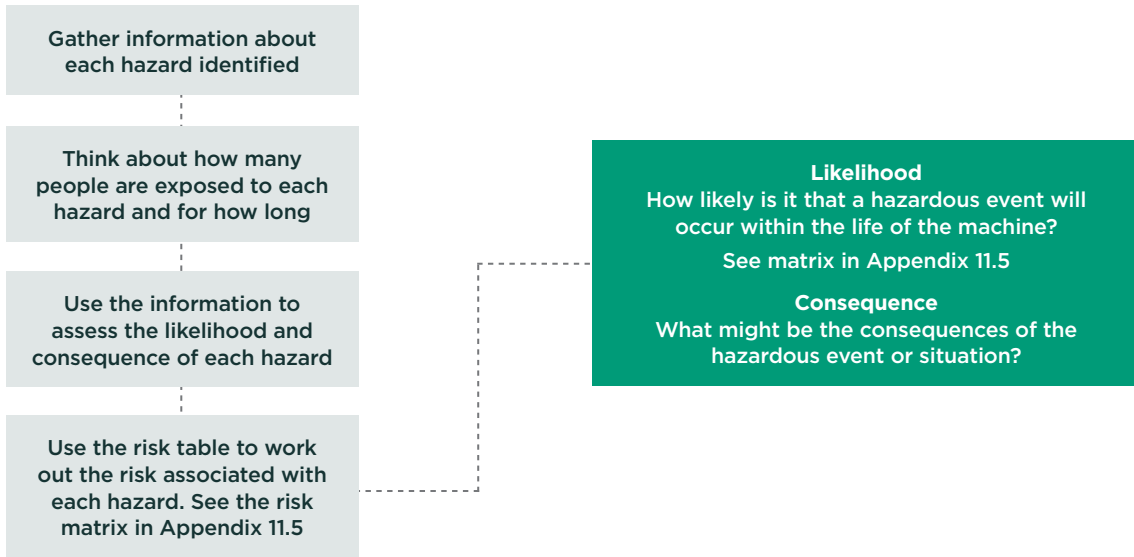 Gather information about
each hazard identified
Think about how many
people are exposed to each
hazard and for how long
Use the information to
assess the likelihood and
consequence of each hazard
Use the risk table to work
out the risk associated with
each hazard. See the risk
matrix in Appendix 11.5
Likelihood
How likely is it that a hazardous event will
occur within the life of the machine?
See matrix in Appendix 11.5
Consequence
What might be the consequences of the
hazardous event or situation?